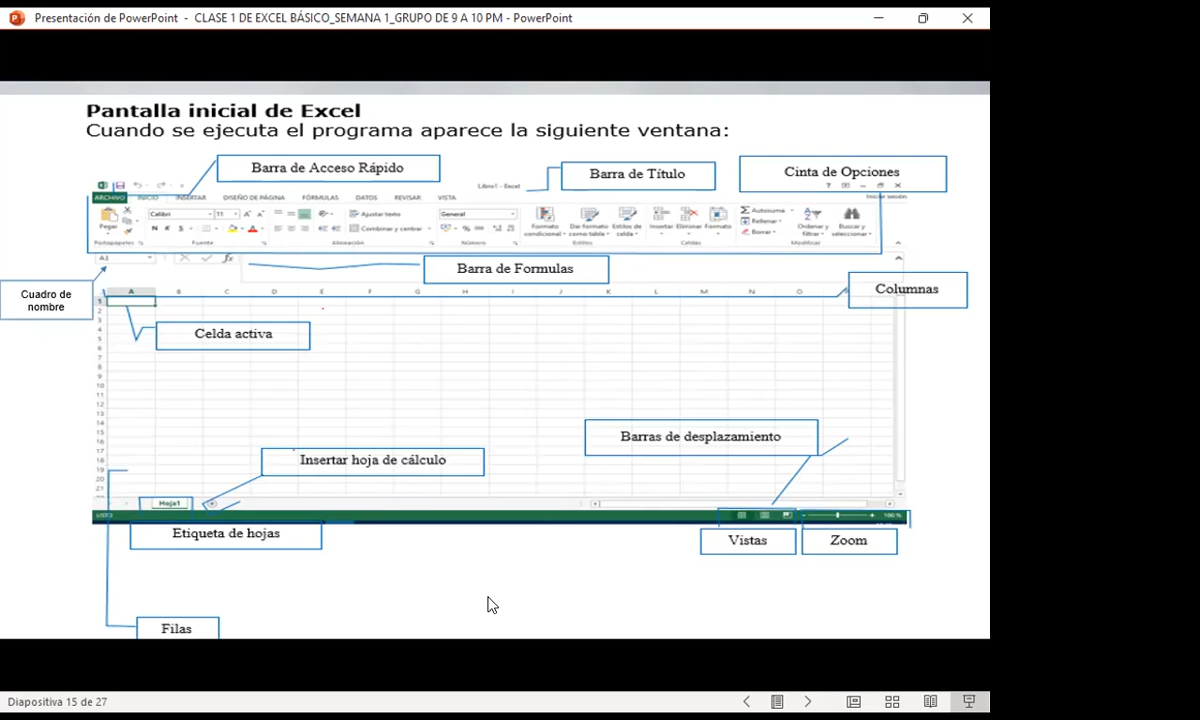 Presentación de PowerPoint - CLASE 1 DE EXCEL BÁSICO_SEMANA 1_GRUPO DE 9 A 10 PM - PowerPoint
Pantalla inicial de Excel
Cuando se ejecuta el programa aparece la siguiente ventana:
Barra de Acceso Rápido
Barra de Título
Cinta de Opciones
Libro1 - Excel
Iniciar sesión
ARCHIVO INICIO INSERTAR DISEÑO DE PÁGINA FÓRMULAS DATOS REVISAR VISTA
Calibri 11 Ajustar texto General
Pegar
N K S Combinar y centrar
Formato condicional Dar formato como tabla Estilos de celda
Insertar Eliminar Formato
Autosuma
Rellenar
Borrar
Ordenar y filtrar Buscar y seleccionar
Portapapeles Fuente Alineación Número Estilos Celdas Modificar
A1 fx
Barra de Formulas
Cuadro de nombre
Columnas
A B C D E F G H I J K L M N O
1
2
3
4
5
6
7
8
9
10
11
12
13
14
15
16
17
18
19
20
21
Celda activa
Barras de desplazamiento
Insertar hoja de cálculo
Hoja1
LISTO
100 %
Etiqueta de hojas
Vistas
Zoom
Filas
Diapositiva 15 de 27